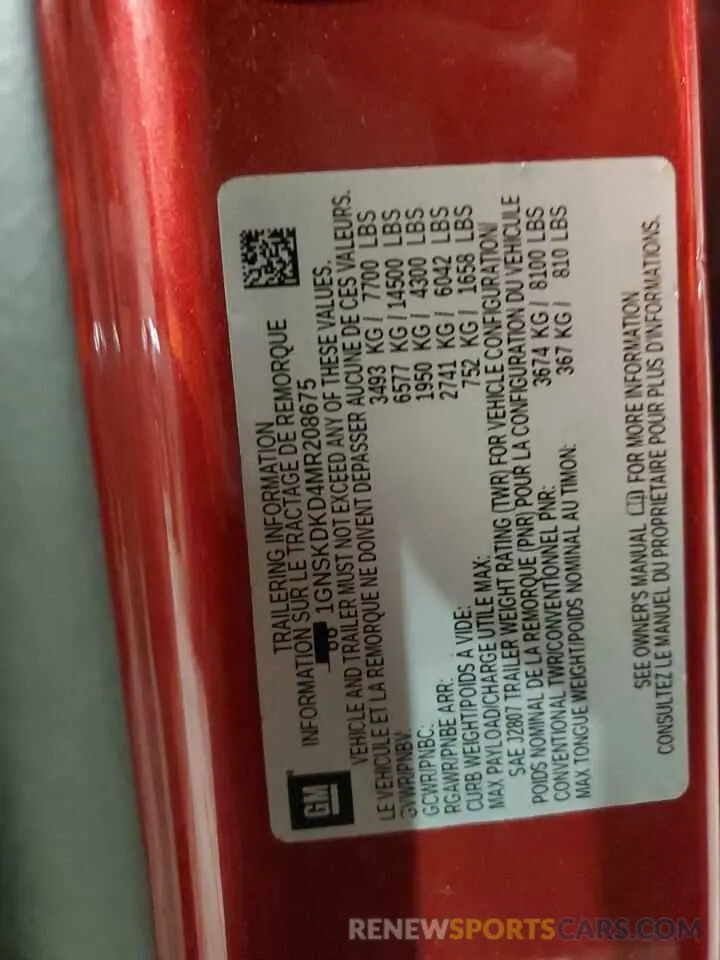 TRAILERING INFORMATION
INFORMATION SUR LE TRACTAGE DE REMORQUE
1GNSKDKD4MR208675
VEHICLE AND TRAILER MUST NOT EXCEED ANY OF THESE VALUES.
LE VEHICULE ET LA REMORQUE NE DOIVENT DEPASSER AUCUNE DE CES VALEURS.
GVWR/PNBV: 3493 KG / 7700 LBS
GCWR/PNBC: 6577 KG / 14500 LBS
RGAWR/PNBE ARR: 1950 KG / 4300 LBS
CURB WEIGHT/POIDS À VIDE: 2741 KG / 6042 LBS
MAX PAYLOAD/CHARGE UTILE MAX: 752 KG / 1658 LBS
SAE J2807 TRAILER WEIGHT RATING (TWR) FOR VEHICLE CONFIGURATION/
POIDS NOMINAL DE LA REMORQUE (PNR) POUR LA CONFIGURATION DU VEHICULE
CONVENTIONAL TWR/CONVENTIONNEL PNR: 3674 KG / 8100 LBS
MAX TONGUE WEIGHT/POIDS NOMINAL AU TIMON: 367 KG / 810 LBS
SEE OWNER'S MANUAL FOR MORE INFORMATION
CONSULTEZ LE MANUEL DU PROPRIETAIRE POUR PLUS D'INFORMATIONS.
GM
RENEWSPORTSCARS.COM